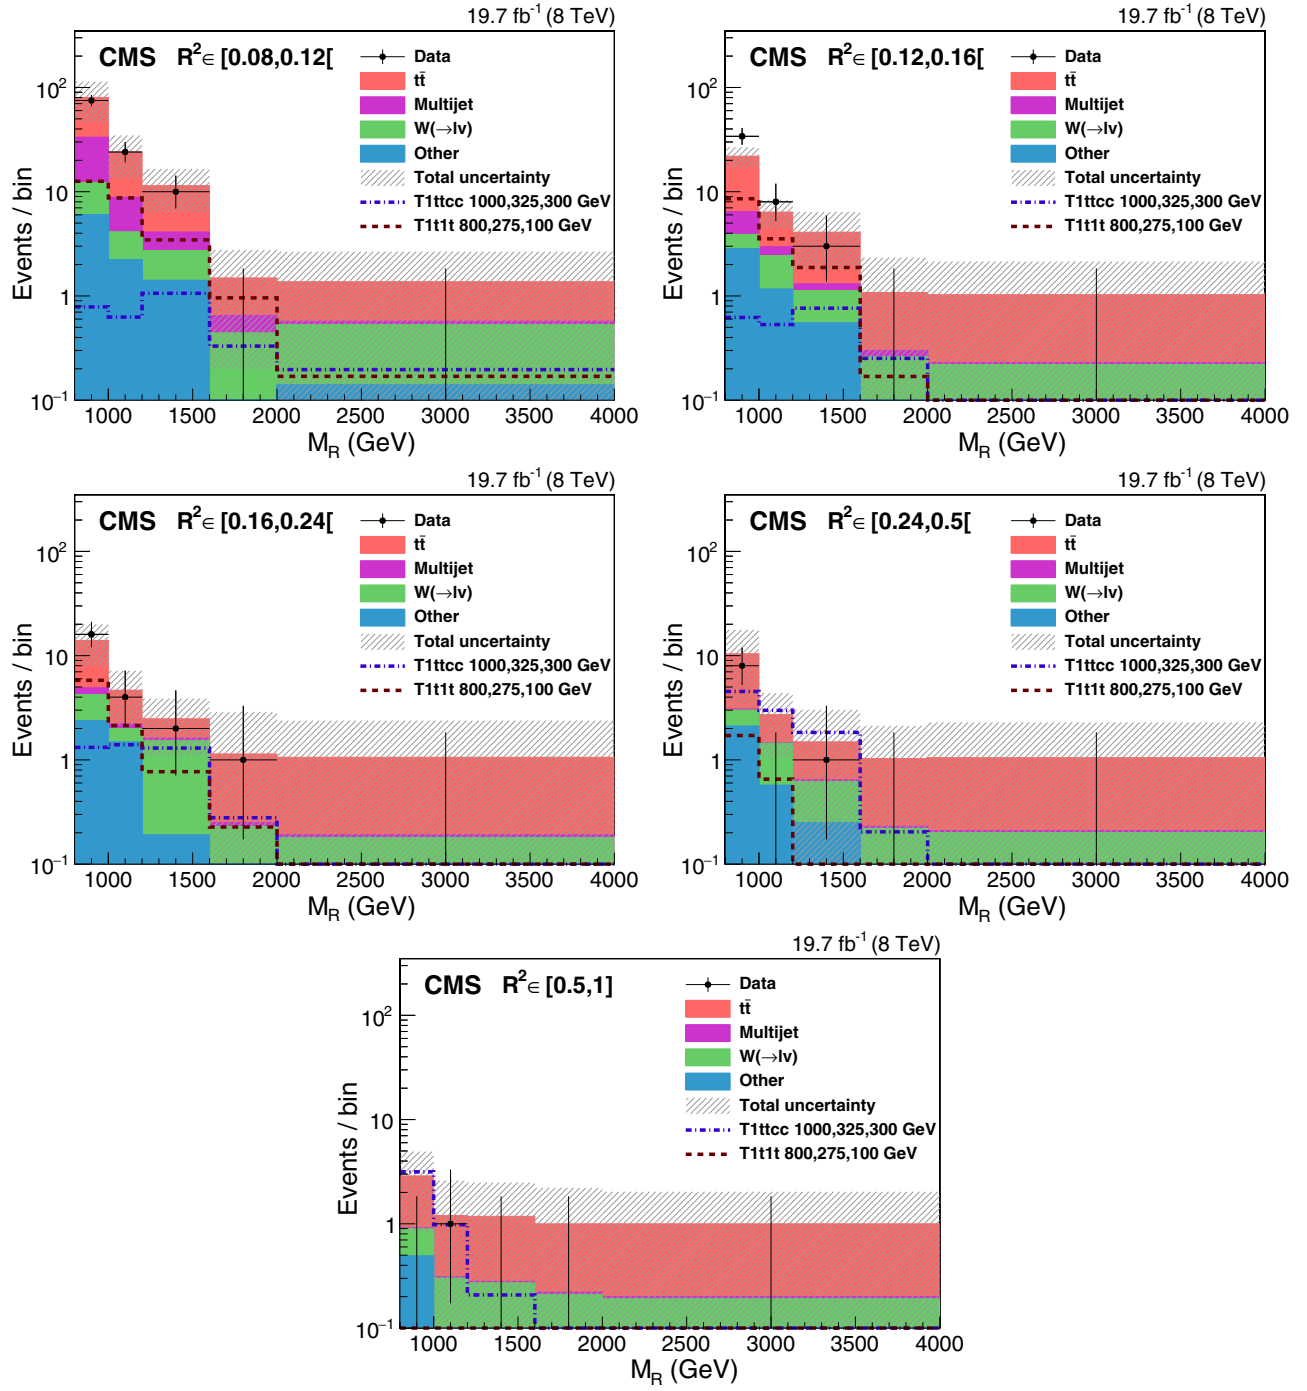 19.7 fb⁻¹ (8 TeV)
CMS R² ∈ [0.08,0.12[
Data
tt̄
Multijet
W(→lν)
Other
Total uncertainty
T1ttcc 1000,325,300 GeV
T1t1t 800,275,100 GeV
Events / bin
10²
10
1
10⁻¹
1000 1500 2000 2500 3000 3500 4000
M_R (GeV)
19.7 fb⁻¹ (8 TeV)
CMS R² ∈ [0.12,0.16[
Data
tt̄
Multijet
W(→lν)
Other
Total uncertainty
T1ttcc 1000,325,300 GeV
T1t1t 800,275,100 GeV
Events / bin
10²
10
1
10⁻¹
1000 1500 2000 2500 3000 3500 4000
M_R (GeV)
19.7 fb⁻¹ (8 TeV)
CMS R² ∈ [0.16,0.24[
Data
tt̄
Multijet
W(→lν)
Other
Total uncertainty
T1ttcc 1000,325,300 GeV
T1t1t 800,275,100 GeV
Events / bin
10²
10
1
10⁻¹
1000 1500 2000 2500 3000 3500 4000
M_R (GeV)
19.7 fb⁻¹ (8 TeV)
CMS R² ∈ [0.24,0.5[
Data
tt̄
Multijet
W(→lν)
Other
Total uncertainty
T1ttcc 1000,325,300 GeV
T1t1t 800,275,100 GeV
Events / bin
10²
10
1
10⁻¹
1000 1500 2000 2500 3000 3500 4000
M_R (GeV)
19.7 fb⁻¹ (8 TeV)
CMS R² ∈ [0.5,1]
Data
tt̄
Multijet
W(→lν)
Other
Total uncertainty
T1ttcc 1000,325,300 GeV
T1t1t 800,275,100 GeV
Events / bin
10²
10
1
10⁻¹
1000 1500 2000 2500 3000 3500 4000
M_R (GeV)